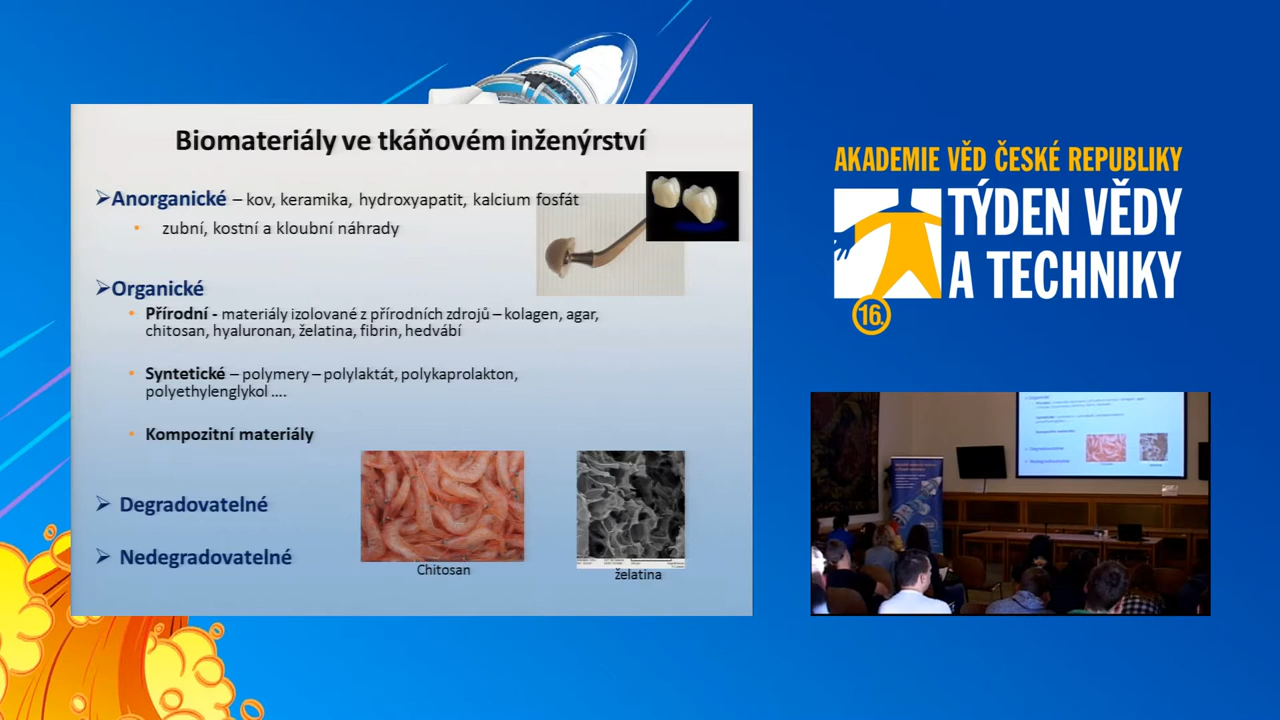 Biomateriály ve tkáňovém inženýrství
➢Anorganické – kov, keramika, hydroxyapatit, kalcium fosfát
• zubní, kostní a kloubní náhrady
➢Organické
• Přírodní - materiály izolované z přírodních zdrojů – kolagen, agar,
chitosan, hyaluronan, želatina, fibrin, hedvábí
• Syntetické – polymery – polylaktát, polykaprolakton,
polyethylenglykol ....
• Kompozitní materiály
➢ Degradovatelné
➢ Nedegradovatelné
Chitosan
želatina
AKADEMIE VĚD ČESKÉ REPUBLIKY
TÝDEN VĚDY
A TECHNIKY
16.